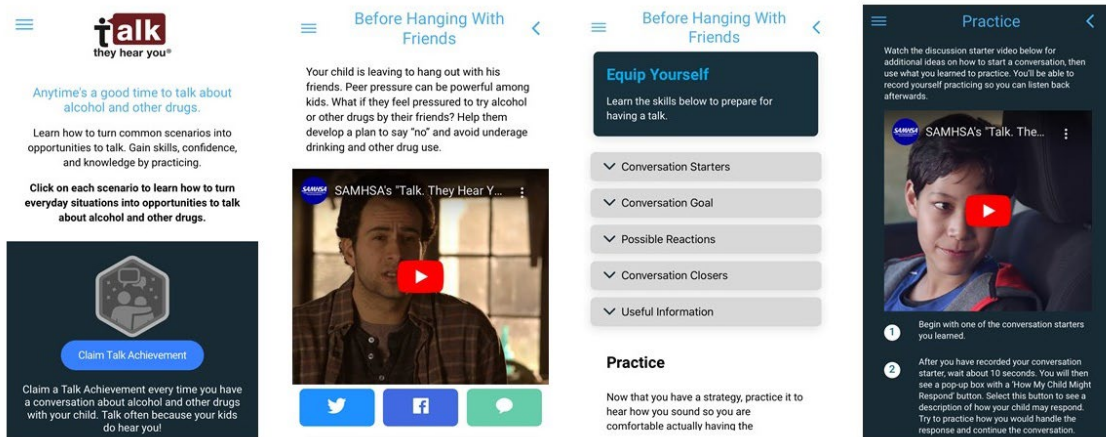 talk
they hear you®
Anytime's a good time to talk about
alcohol and other drugs.
Learn how to turn common scenarios into
opportunities to talk. Gain skills, confidence,
and knowledge by practicing.
Click on each scenario to learn how to turn
everyday situations into opportunities to talk
about alcohol and other drugs.
Claim Talk Achievement
Claim a Talk Achievement every time you have
a conversation about alcohol and other drugs
with your child. Talk often because your kids
do hear you!
Before Hanging With
Friends
Your child is leaving to hang out with his
friends. Peer pressure can be powerful among
kids. What if they feel pressured to try alcohol
or other drugs by their friends? Help them
develop a plan to say “no” and avoid underage
drinking and other drug use.
SAMHSA
SAMHSA's "Talk. They Hear Y...
Before Hanging With
Friends
Equip Yourself
Learn the skills below to prepare for
having a talk.
Conversation Starters
Conversation Goal
Possible Reactions
Conversation Closers
Useful Information
Practice
Now that you have a strategy, practice it to
hear how you sound so you are
comfortable actually having the
Practice
Watch the discussion starter video below for
additional ideas on how to start a conversation, then
use what you learned to practice. You'll be able to
record yourself practicing so you can listen back
afterwards.
SAMHSA
SAMHSA's "Talk. The...
1 Begin with one of the conversation starters
you learned.
2 After you have recorded your conversation
starter, wait about 10 seconds. You will then
see a pop-up box with a 'How My Child Might
Respond' button. Select this button to see a
description of how your child may respond.
Try to practice how you would handle the
response and continue the conversation.